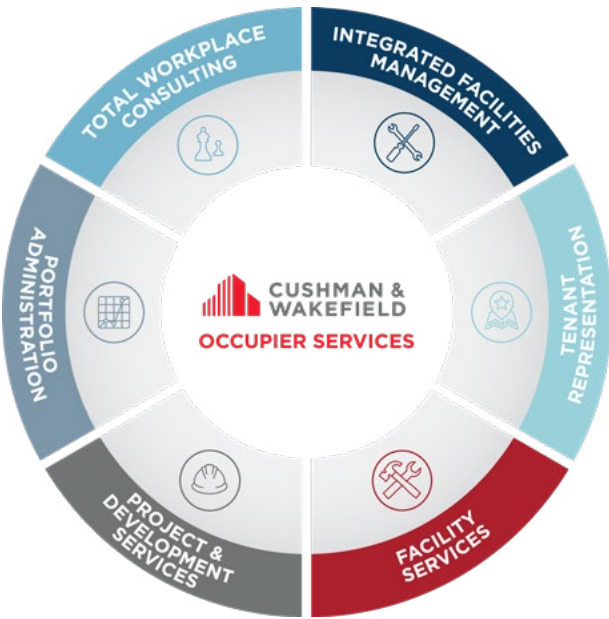 TOTAL WORKPLACE
CONSULTING
INTEGRATED FACILITIES
MANAGEMENT
TENANT
REPRESENTATION
FACILITY
SERVICES
PROJECT &
DEVELOPMENT
SERVICES
PORTFOLIO
ADMINISTRATION
CUSHMAN &
WAKEFIELD
OCCUPIER SERVICES